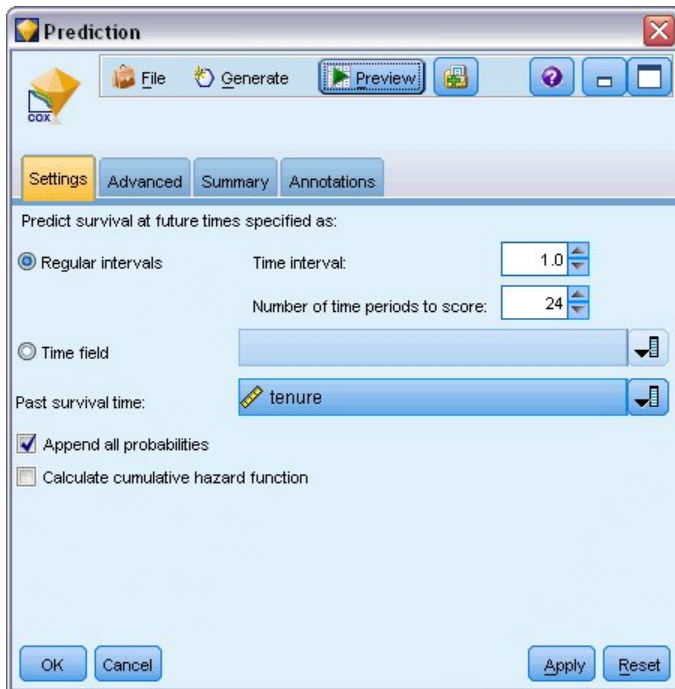 Prediction
File Generate Preview
COX
Settings Advanced Summary Annotations
Predict survival at future times specified as:
Regular intervals Time interval: 1.0
Number of time periods to score: 24
Time field
Past survival time: tenure
Append all probabilities
Calculate cumulative hazard function
OK Cancel Apply Reset